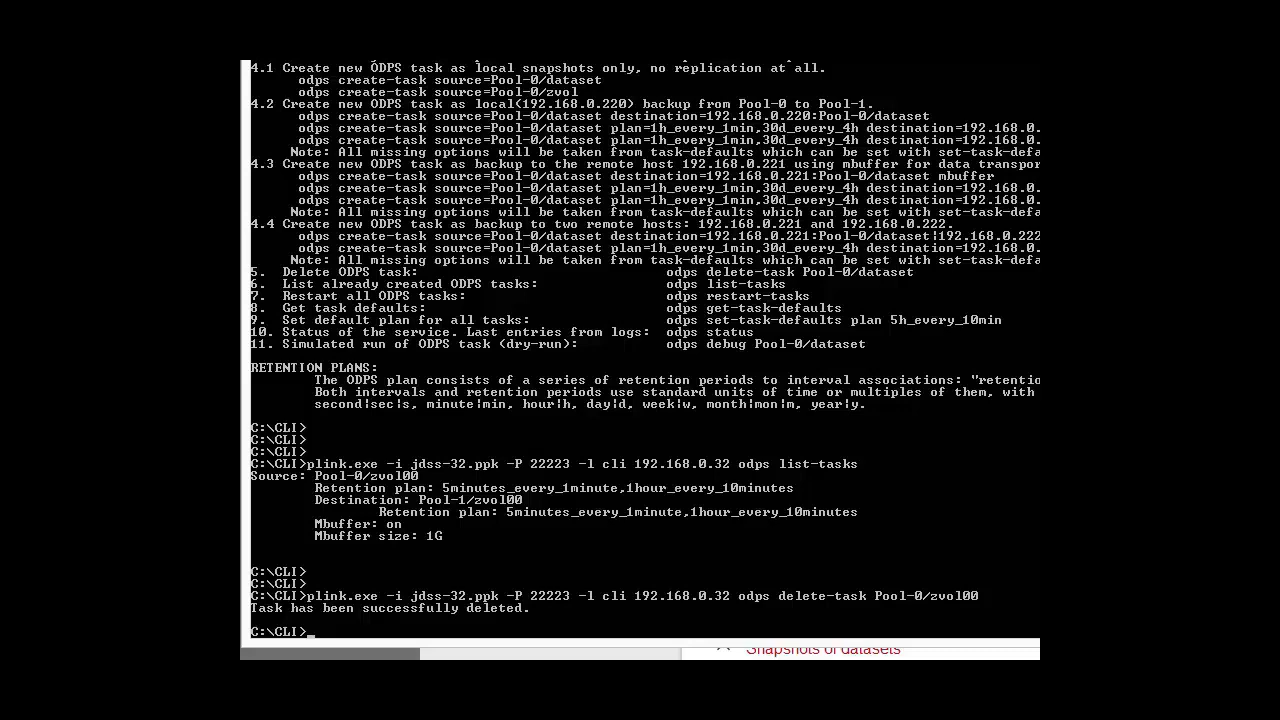 4.1 Create new ODPS task as local snapshots only, no replication at all.
odps create-task source=Pool-0/dataset
odps create-task source=Pool-0/zvol
4.2 Create new ODPS task as local(192.168.0.220) backup from Pool-0 to Pool-1.
odps create-task source=Pool-0/dataset destination=192.168.0.220:Pool-0/dataset
odps create-task source=Pool-0/dataset plan=1h_every_1min,30d_every_4h destination=192.168.0.
odps create-task source=Pool-0/dataset plan=1h_every_1min,30d_every_4h destination=192.168.0.
Note: All missing options will be taken from task-defaults which can be set with set-task-defa
4.3 Create new ODPS task as backup to the remote host 192.168.0.221 using mbuffer for data transpor
odps create-task source=Pool-0/dataset destination=192.168.0.221:Pool-0/dataset mbuffer
odps create-task source=Pool-0/dataset plan=1h_every_1min,30d_every_4h destination=192.168.0.
odps create-task source=Pool-0/dataset plan=1h_every_1min,30d_every_4h destination=192.168.0.
Note: All missing options will be taken from task-defaults which can be set with set-task-defa
4.4 Create new ODPS task as backup to two remote hosts: 192.168.0.221 and 192.168.0.222.
odps create-task source=Pool-0/dataset destination=192.168.0.221:Pool-0/dataset|192.168.0.222
odps create-task source=Pool-0/dataset plan=1h_every_1min,30d_every_4h destination=192.168.0.
Note: All missing options will be taken from task-defaults which can be set with set-task-defa
5. Delete ODPS task: odps delete-task Pool-0/dataset
6. List already created ODPS tasks: odps list-tasks
7. Restart all ODPS tasks: odps restart-tasks
8. Get task defaults: odps get-task-defaults
9. Set default plan for all tasks: odps set-task-defaults plan 5h_every_10min
10. Status of the service. Last entries from logs: odps status
11. Simulated run of ODPS task (dry-run): odps debug Pool-0/dataset
RETENTION PLANS:
The ODPS plan consists of a series of retention periods to interval associations: "retentio
Both intervals and retention periods use standard units of time or multiples of them, with
second|sec|s, minute|min, hour|h, day|d, week|w, month|mon|m, year|y.
C:\CLI>
C:\CLI>
C:\CLI>
C:\CLI>plink.exe -i jdss-32.ppk -P 22223 -l cli 192.168.0.32 odps list-tasks
Source: Pool-0/zvol00
Retention plan: 5minutes_every_1minute,1hour_every_10minutes
Destination: Pool-1/zvol00
Retention plan: 5minutes_every_1minute,1hour_every_10minutes
Mbuffer: on
Mbuffer size: 1G
C:\CLI>
C:\CLI>
C:\CLI>plink.exe -i jdss-32.ppk -P 22223 -l cli 192.168.0.32 odps delete-task Pool-0/zvol00
Task has been successfully deleted.
C:\CLI>_
Snapshots of datasets